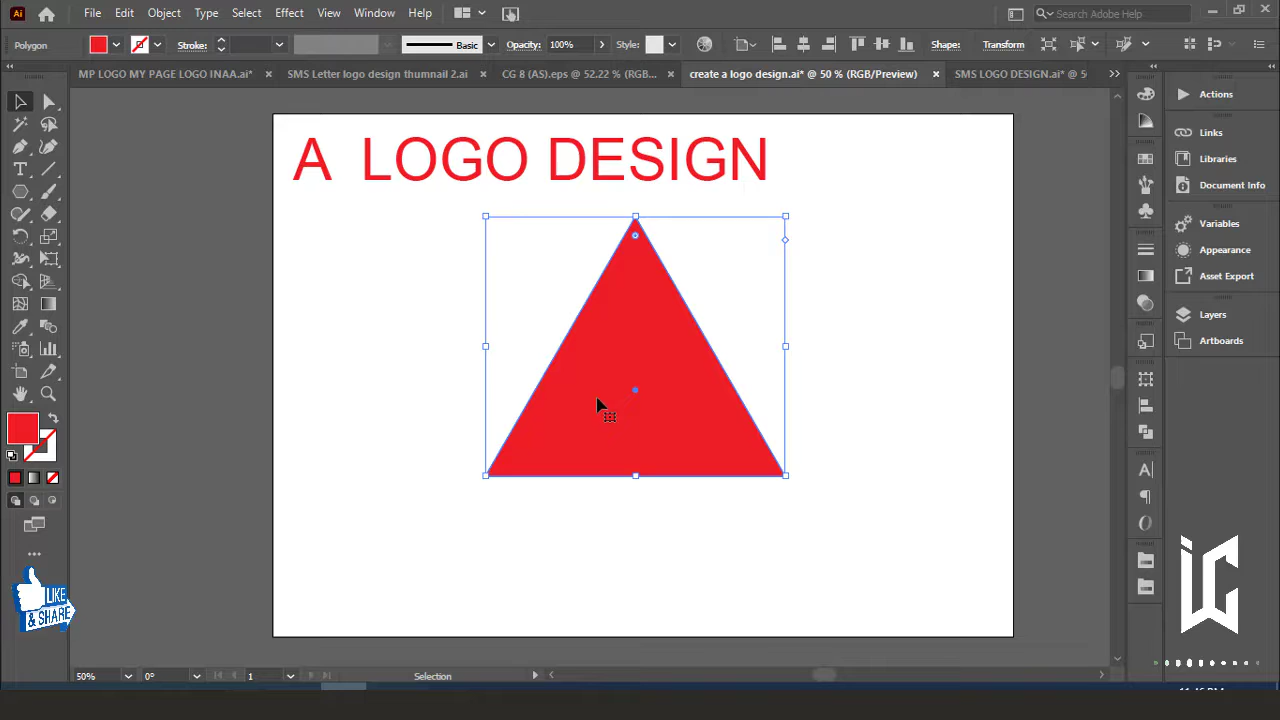 Ai File Edit Object Type Select Effect View Window Help Search Adobe Help
Polygon Stroke: Basic Opacity: 100% Style: Shape: Transform
MP LOGO MY PAGE LOGO INAA.ai* SMS Letter logo design thumnail 2.ai CG 8 (AS).eps @ 52.22 % (RGB... create a logo design.ai* @ 50 % (RGB/Preview) SMS LOGO DESIGN.ai* @ 5
Actions
Links
Libraries
Document Info
Variables
Appearance
Asset Export
Layers
Artboards
A LOGO DESIGN
LIKE
& SHARE
iC
50% 0° 1 Selection